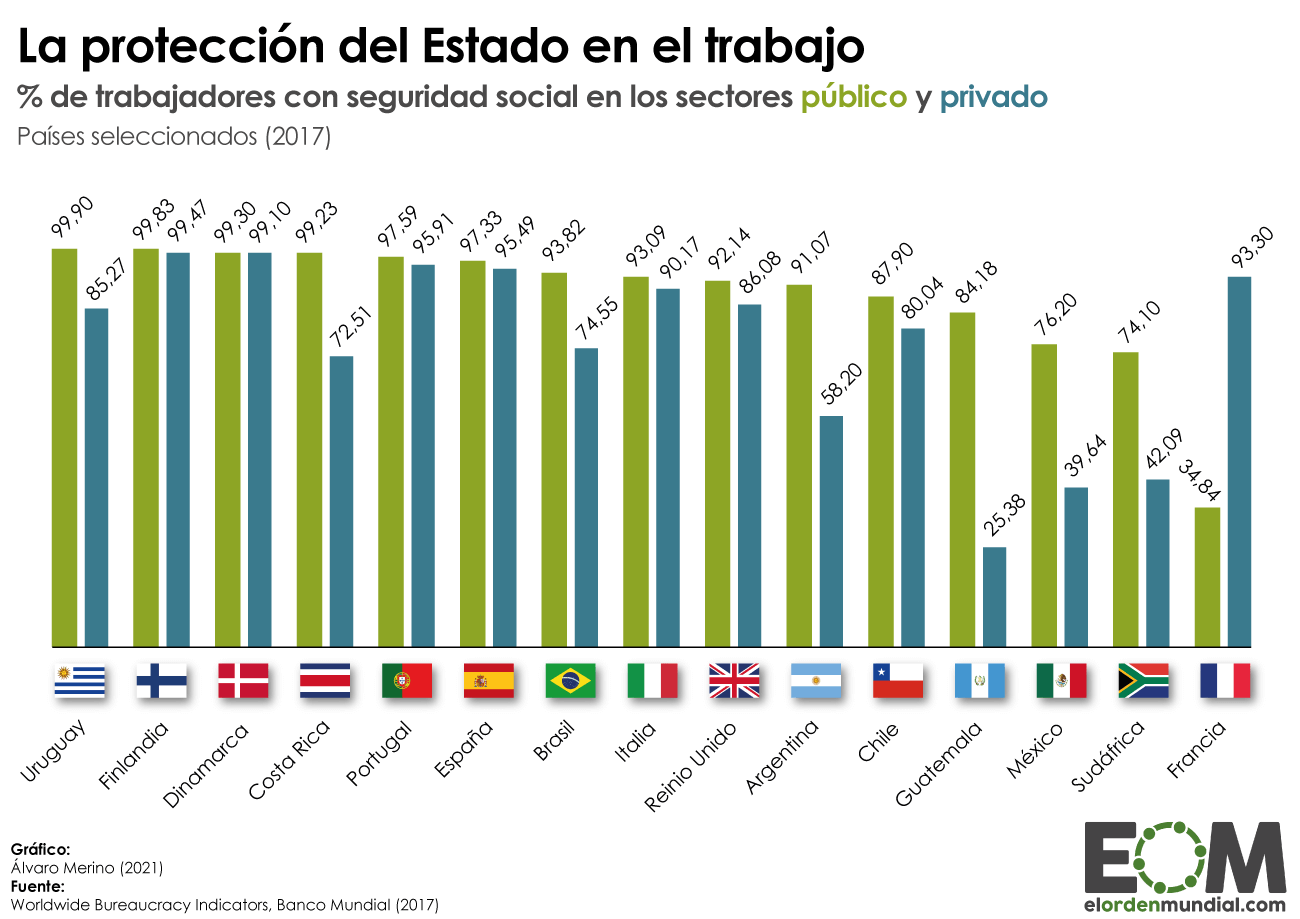 La protección del Estado en el trabajo
% de trabajadores con seguridad social en los sectores público y privado
Países seleccionados (2017)
99,90
85,27
99,83
99,47
99,30
99,10
99,23
72,51
97,59
95,91
97,33
95,49
93,82
74,55
93,09
90,17
92,14
86,08
91,07
58,20
87,90
80,04
84,18
25,38
76,20
39,64
74,10
42,09
34,84
93,30
Uruguay
Finlandia
Dinamarca
Costa Rica
Portugal
España
Brasil
Italia
Reinio Unido
Argentina
Chile
Guatemala
México
Sudáfrica
Francia
Gráfico:
Álvaro Merino (2021)
Fuente:
Worldwide Bureaucracy Indicators, Banco Mundial (2017)
EOM
elordenmundial.com